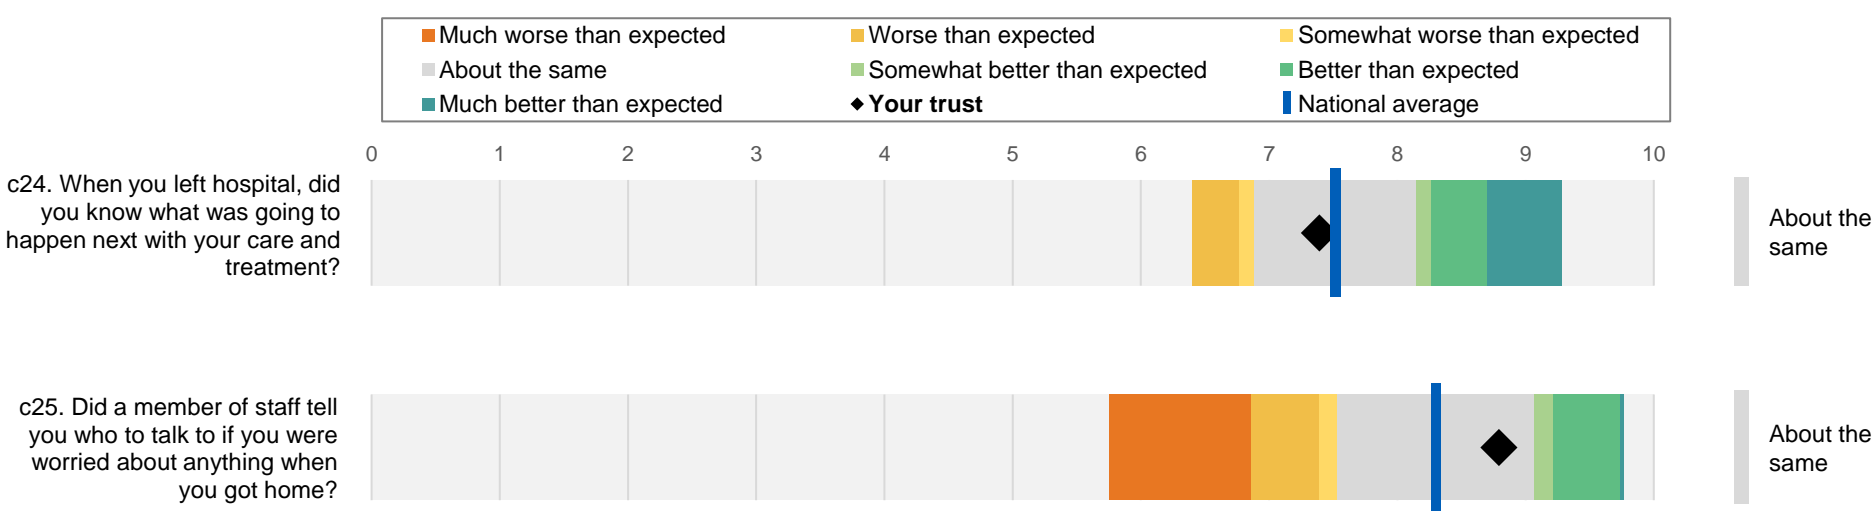 Much worse than expected Worse than expected Somewhat worse than expected
About the same Somewhat better than expected Better than expected
Much better than expected Your trust National average
0 1 2 3 4 5 6 7 8 9 10
c24. When you left hospital, did
you know what was going to
happen next with your care and
treatment?
About the
same
c25. Did a member of staff tell
you who to talk to if you were
worried about anything when
you got home?
About the
same